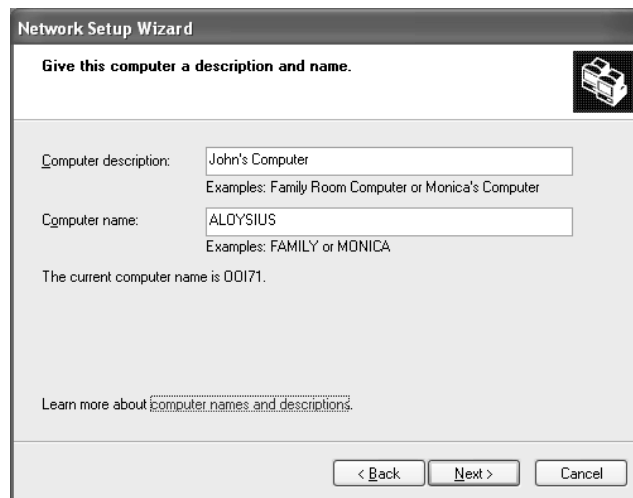 Network Setup Wizard
Give this computer a description and name.
Computer description: John's Computer
Examples: Family Room Computer or Monica's Computer
Computer name: ALOYSIUS
Examples: FAMILY or MONICA
The current computer name is OOI71.
Learn more about computer names and descriptions.
< Back Next > Cancel